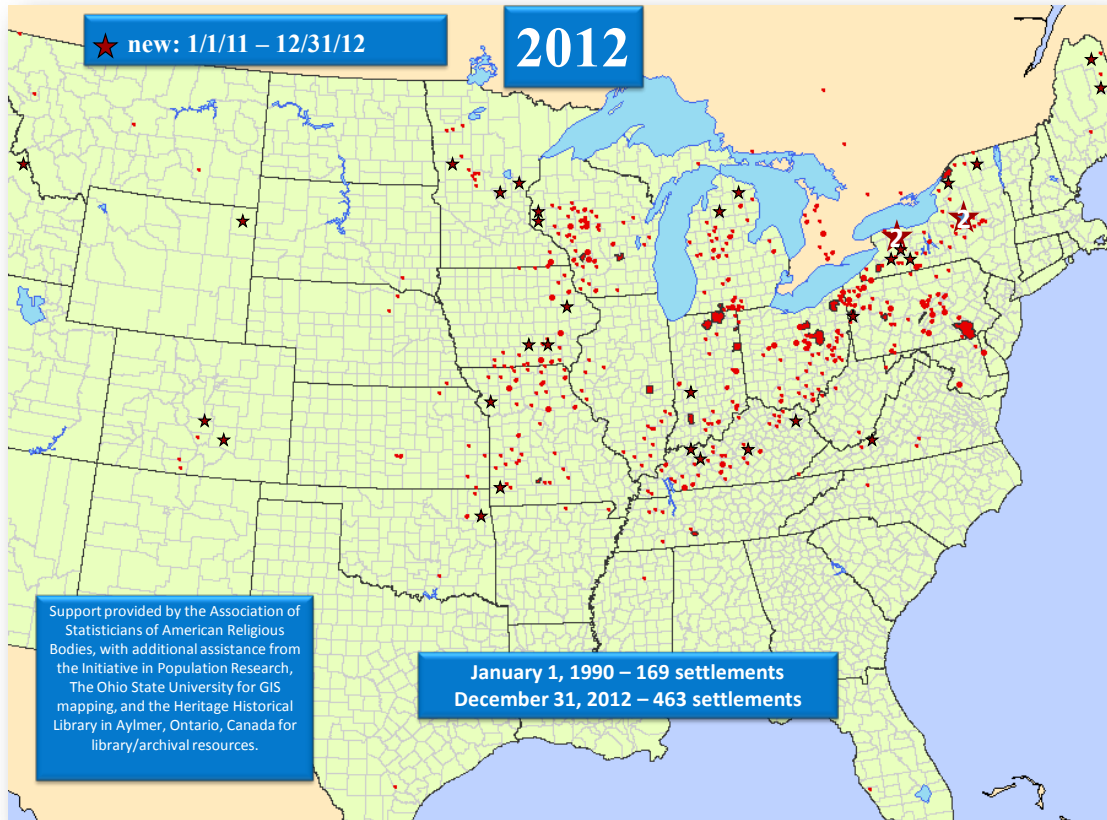 new: 1/1/11 – 12/31/12
2012
2
2
Support provided by the Association of
Statisticians of American Religious
Bodies, with additional assistance from
the Initiative in Population Research,
The Ohio State University for GIS
mapping, and the Heritage Historical
Library in Aylmer, Ontario, Canada for
library/archival resources.
January 1, 1990 – 169 settlements
December 31, 2012 – 463 settlements